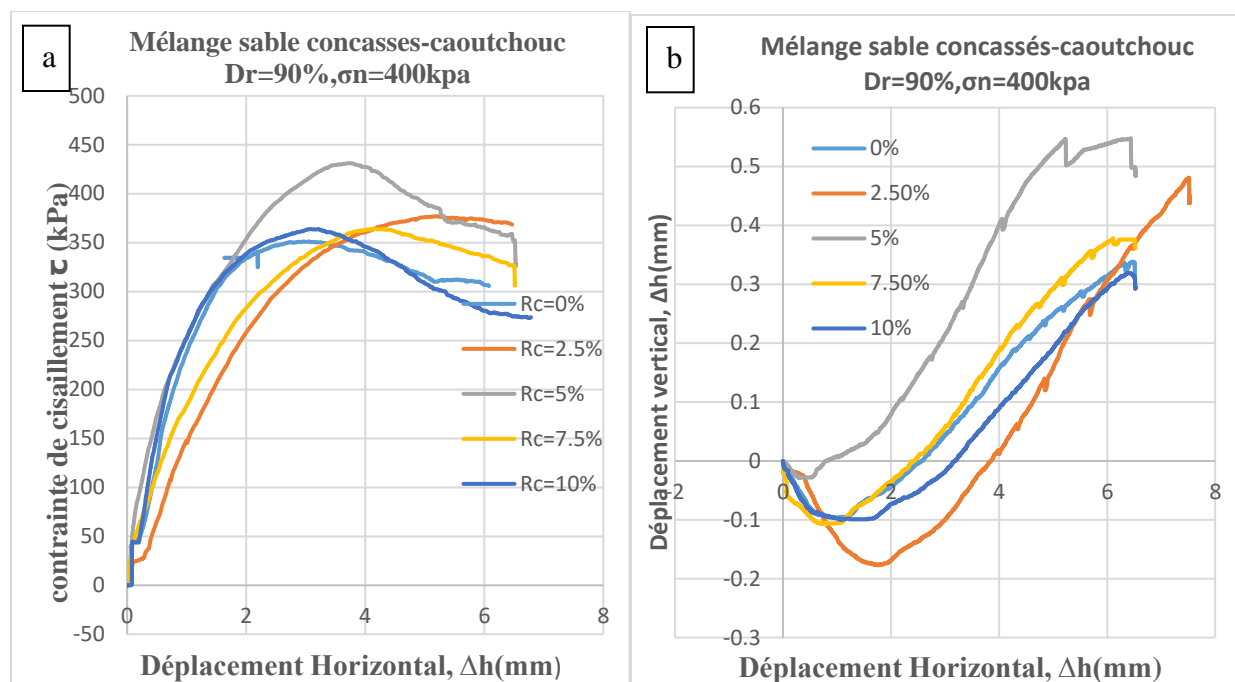 a
Mélange sable concasses-caoutchouc
Dr=90%,σn=400kpa
contrainte de cisaillement τ (kPa)
500
450
400
350
300
250
200
150
100
50
0
-50
0 2 4 6 8
Rc=0%
Rc=2.5%
Rc=5%
Rc=7.5%
Rc=10%
Déplacement Horizontal, Δh(mm)
b
Mélange sable concassés-caoutchouc
Dr=90%,σn=400kpa
Déplacement vertical, Δh(mm)
0.6
0.5
0.4
0.3
0.2
0.1
0
-0.1
-0.2
-0.3
-2 0 2 4 6 8
0%
2.50%
5%
7.50%
10%
Déplacement Horizontal, Δh(mm)